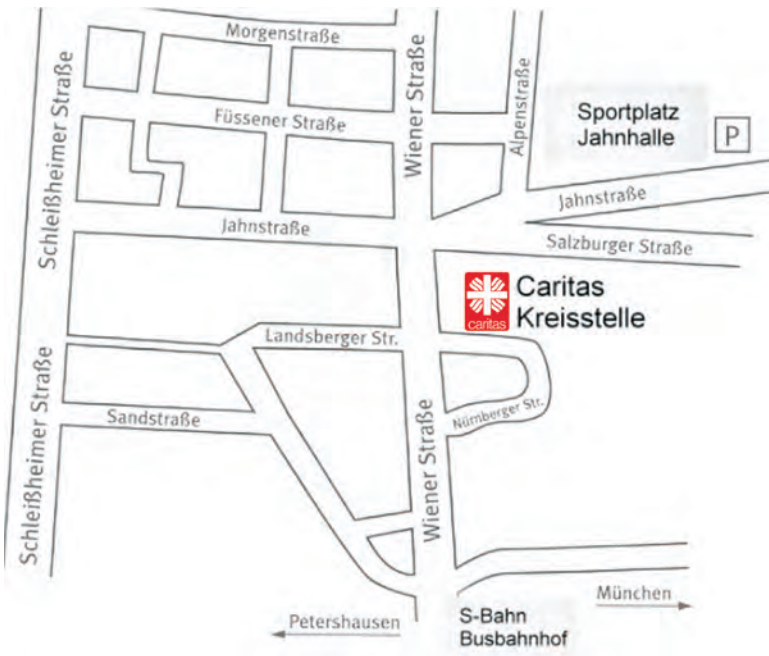 Morgenstraße
Füssener Straße
Wiener Straße
Alpenstraße
Sportplatz
Jahnhalle
P
Schleißheimer Straße
Jahnstraße
Jahnstraße
Salzburger Straße
caritas
Caritas
Kreisstelle
Landsberger Str.
Schleißheimer Straße
Sandstraße
Nürnberger Str.
Wiener Straße
Petershausen
S-Bahn
Busbahnhof
München